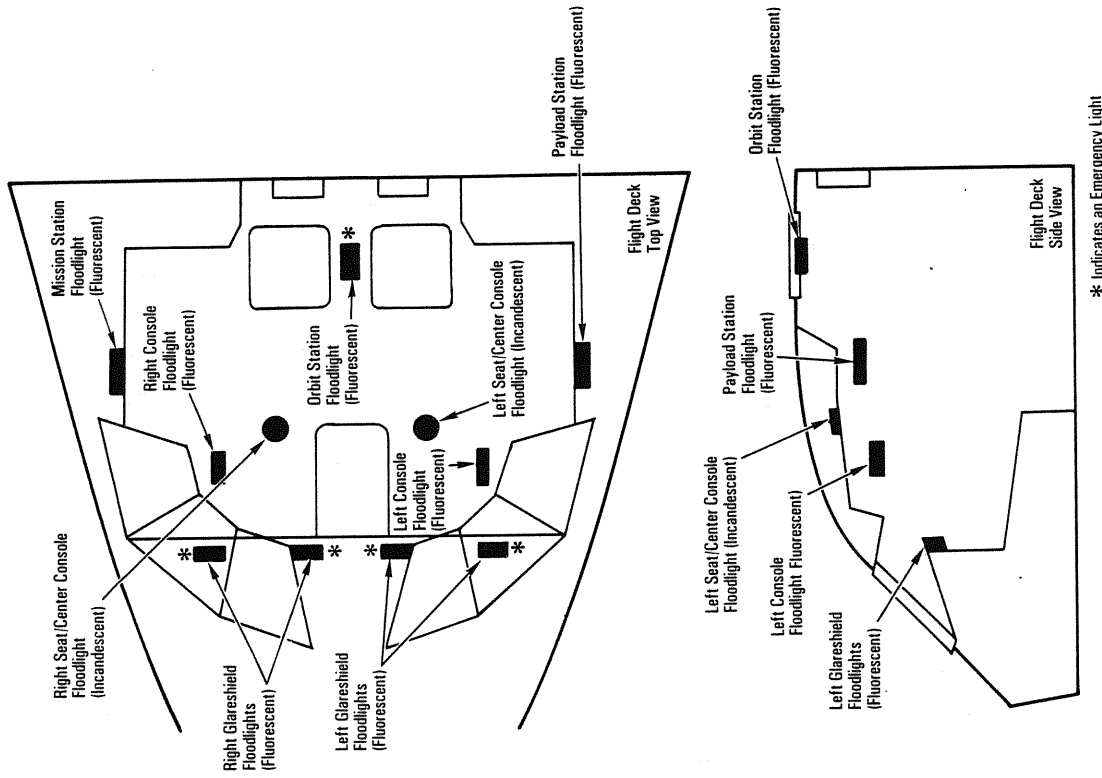 Mission Station
Floodlight
(Fluorescent)
Right Console
Floodlight
(Fluorescent)
Right Seat/Center Console
Floodlight
(Incandescent)
*
Orbit Station
Floodlight
(Fluorescent)
Left Seat/Center Console
Floodlight (Incandescent)
Left Console
Floodlight
(Fluorescent)
*
*
*
*
Right Glareshield
Floodlights
(Fluorescent)
Left Glareshield
Floodlights
(Fluorescent)
Payload Station
Floodlight (Fluorescent)
Flight Deck
Top View
Orbit Station
Floodlight (Fluorescent)
Payload Station
Floodlight
(Fluorescent)
Left Seat/Center Console
Floodlight (Incandescent)
Left Console
Floodlight Fluorescent)
Left Glareshield
Floodlights
(Fluorescent)
Flight Deck
Side View
* Indicates an Emergency Light